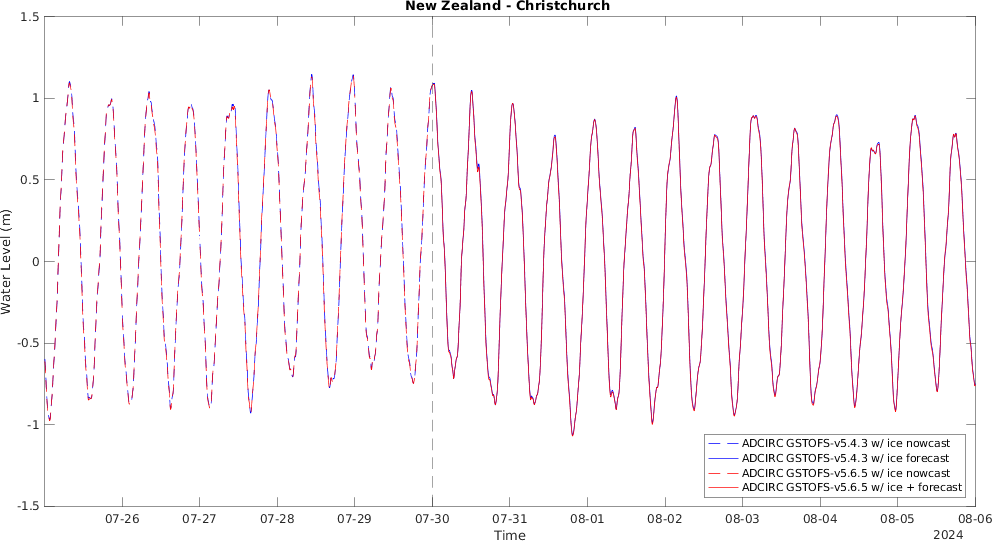 New Zealand - Christchurch
1.5
1
0.5
0
-0.5
-1
-1.5
Water Level (m)
ADCIRC GSTOFS-v5.4.3 w/ ice nowcast
ADCIRC GSTOFS-v5.4.3 w/ ice forecast
ADCIRC GSTOFS-v5.6.5 w/ ice nowcast
ADCIRC GSTOFS-v5.6.5 w/ ice + forecast
07-26 07-27 07-28 07-29 07-30 07-31 08-01 08-02 08-03 08-04 08-05 08-06
Time
2024